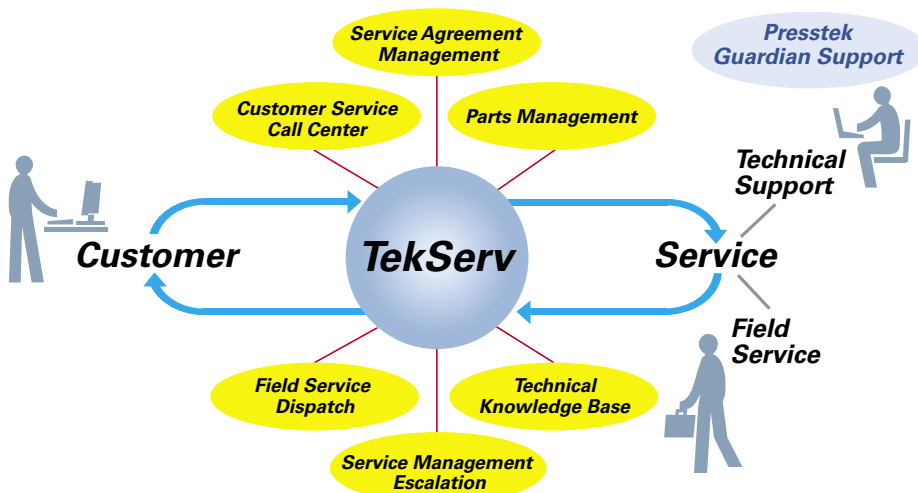 Service Agreement
Management
Presstek
Guardian Support
Customer Service
Call Center
Parts Management
Technical
Support
Customer
TekServ
Service
Field
Service
Field Service
Dispatch
Technical
Knowledge Base
Service Management
Escalation